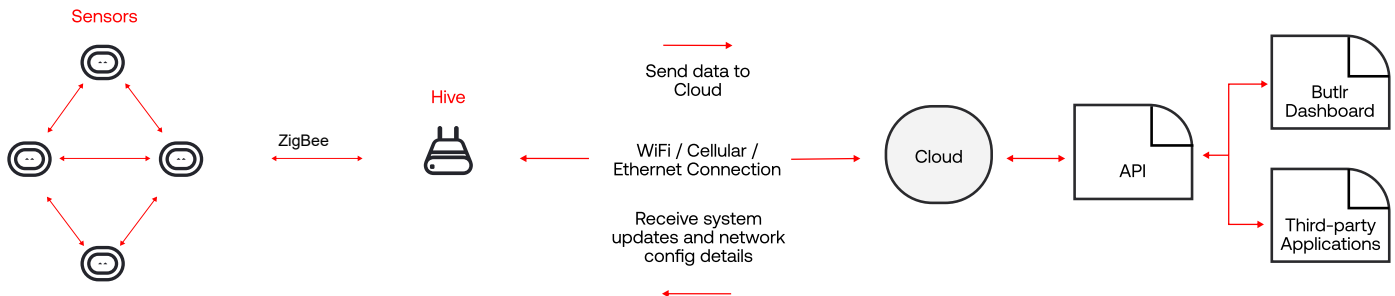 Sensors
Hive
ZigBee
Send data to
Cloud
WiFi / Cellular /
Ethernet Connection
Receive system
updates and network
config details
Cloud
API
Butlr
Dashboard
Third-party
Applications